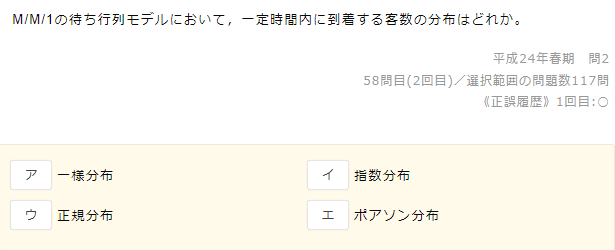 M/M/1の待ち行列モデルにおいて，一定時間内に到着する客数の分布はどれか。
平成24年春期　問2
58問目(2回目)／選択範囲の問題数117問
《正誤履歴》1回目:○
ア 一様分布 イ 指数分布
ウ 正規分布 エ ポアソン分布